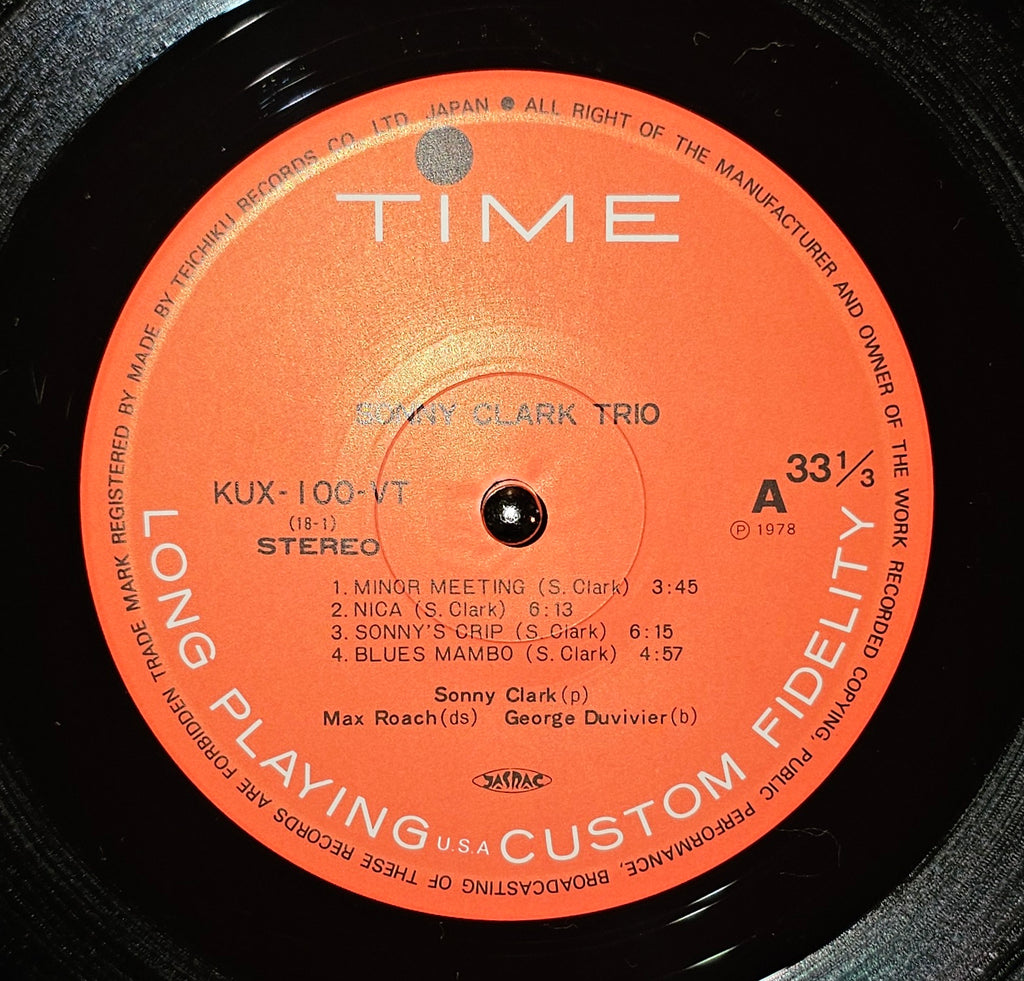 TRADE MARK REGISTERED BY MADE BY TEICHIKU RECORDS CO. LTD. JAPAN ● ALL RIGHT OF THE MANUFACTURER AND OWNER OF THE WORK RECORDED COPYING, PUBLIC PERFORMANCE, BROADCASTING OF THESE RECORDS ARE FORBIDDEN
TIME
SONNY CLARK TRIO
KUX-100-VT
(18-1)
STEREO
A 33 1/3
Ⓟ 1978
1. MINOR MEETING (S. Clark) 3:45
2. NICA (S. Clark) 6:13
3. SONNY'S CRIP (S. Clark) 6:15
4. BLUES MAMBO (S. Clark) 4:57
Sonny Clark (p)
Max Roach (ds) George Duvivier (b)
JASRAC
LONG PLAYING U.S.A CUSTOM FIDELITY